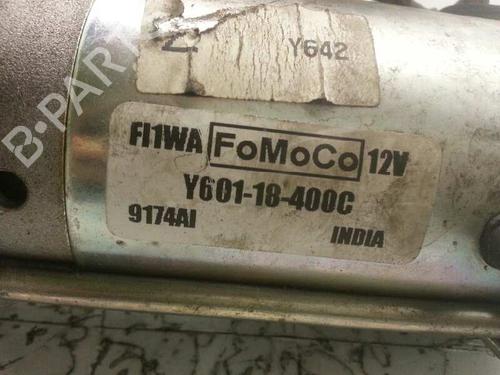 Y642
FI1WA FoMoCo 12V
Y601-18-400C
9174AI
INDIA
B-PARTS